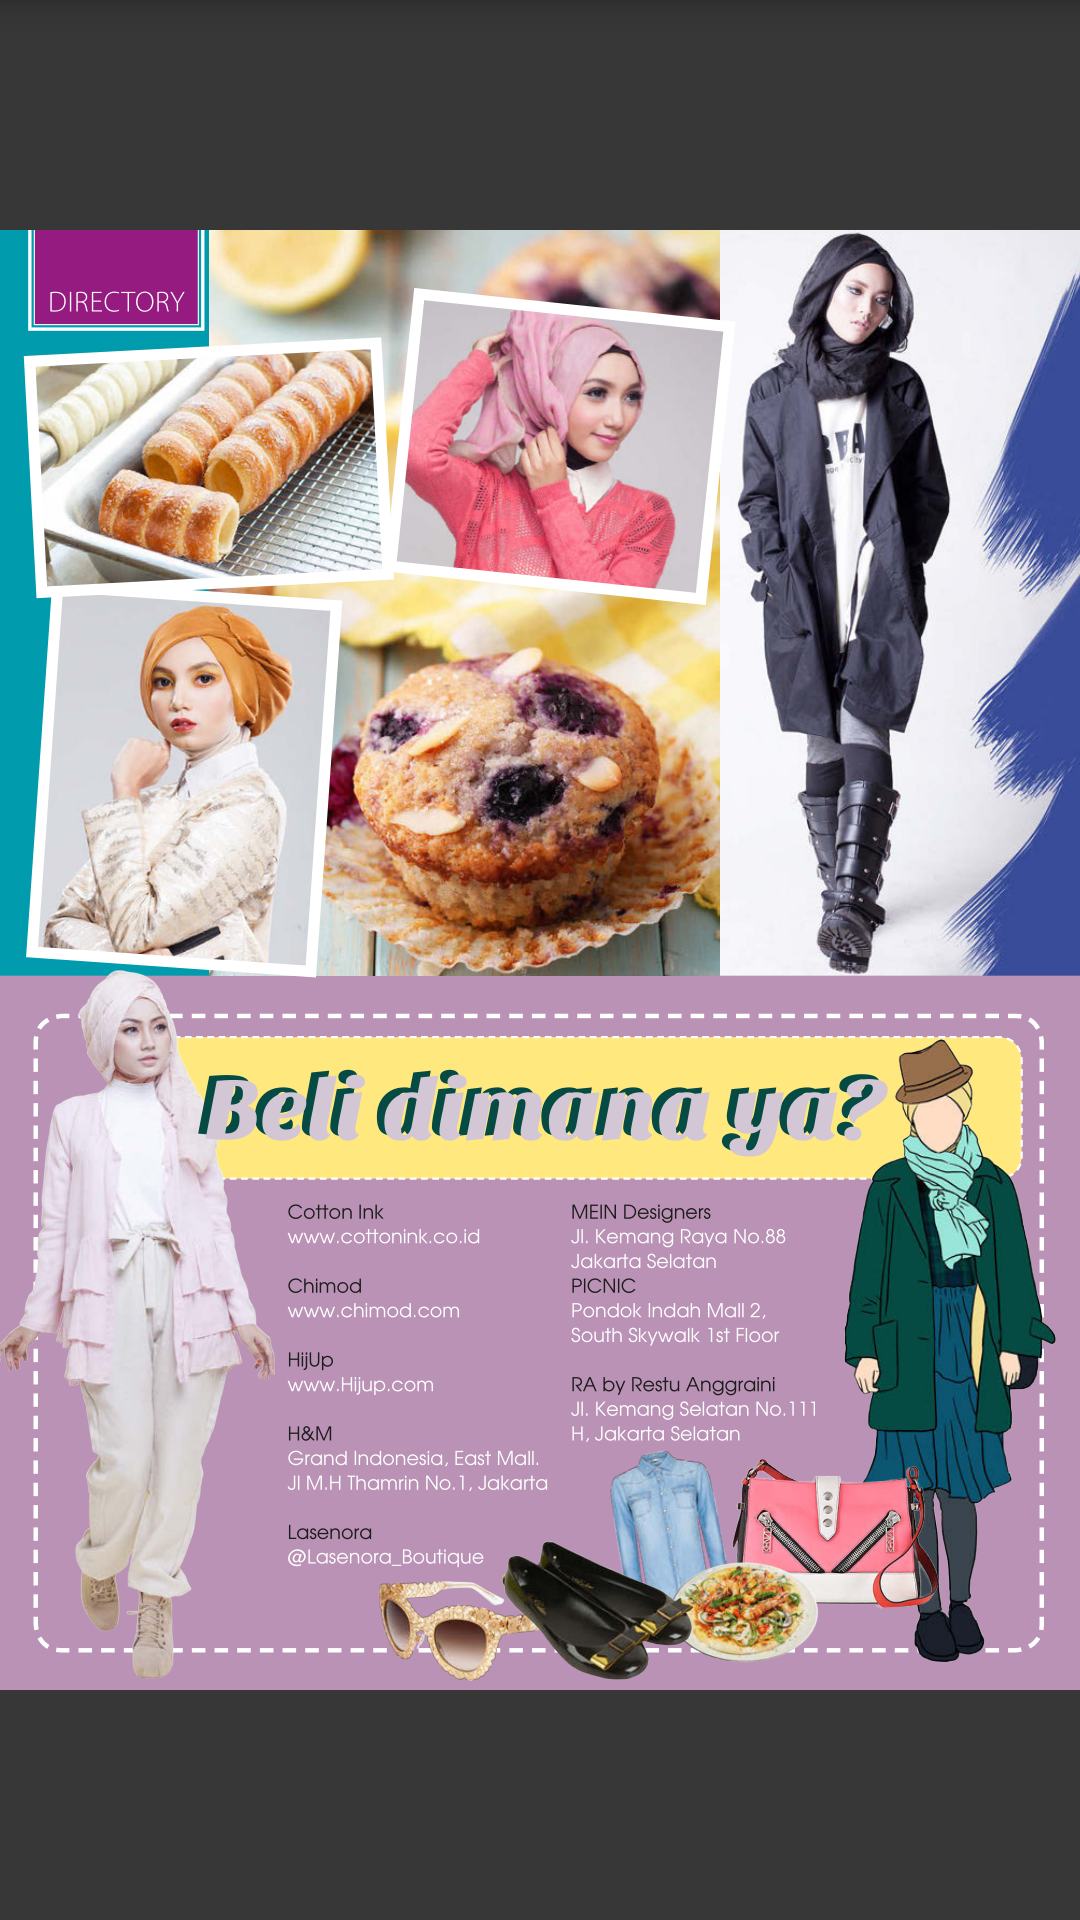 DIRECTORY
Beli dimana ya?
Cotton Ink
www.cottonink.co.id
Chimod
www.chimod.com
HijUp
www.Hijup.com
H&M
Grand Indonesia, East Mall.
Jl M.H Thamrin No.1, Jakarta
Lasenora
@Lasenora_Boutique
MEIN Designers
Jl. Kemang Raya No.88
Jakarta Selatan
PICNIC
Pondok Indah Mall 2,
South Skywalk 1st Floor
RA by Restu Anggraini
Jl. Kemang Selatan No.111
H, Jakarta Selatan